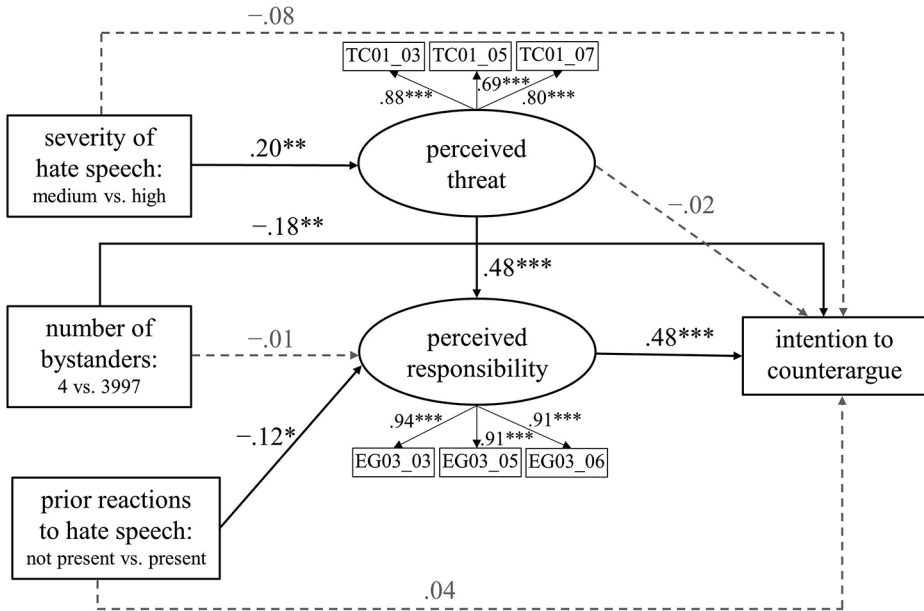 −.08
TC01_03 TC01_05 TC01_07
.88*** .69*** .80***
severity of
hate speech:
medium vs. high
.20**
perceived
threat
−.02
−.18**
.48***
number of
bystanders:
4 vs. 3997
−.01
perceived
responsibility
.48***
intention to
counterargue
−.12*
.94*** .91*** .91***
EG03_03 EG03_05 EG03_06
prior reactions
to hate speech:
not present vs. present
.04